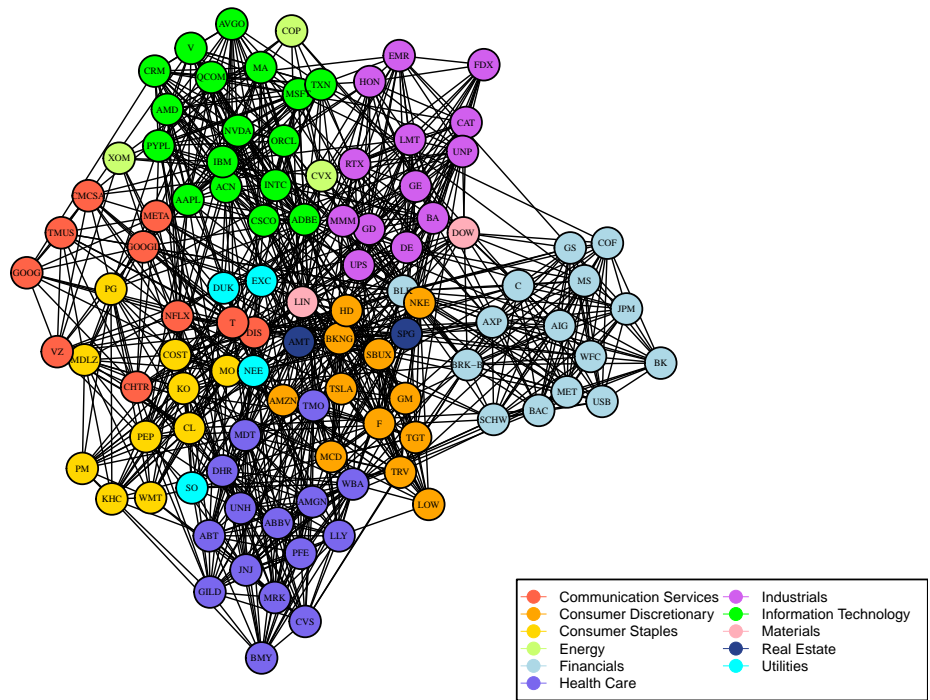 AVGO
COP
V
EMR
CRM
QCOM
MA
FDX
HON
MSFT
TXN
AMD
CAT
NVDA
ORCL
LMT
PYPL
UNP
IBM
XOM
RTX
CVX
ACN
INTC
GE
CMCSA
AAPL
META
CSCO
ADBE
MMM
GD
BA
TMUS
DOW
GOOGL
DE
GS
COF
UPS
GOOG
EXC
DUK
PG
C
MS
BLK
LIN
NKE
HD
JPM
NFLX
T
AXP
AIG
DIS
SPG
BKNG
AMT
VZ
COST
SBUX
WFC
MDLZ
BRK-B
BK
MO
NEE
CHTR
KO
TSLA
MET
AMZN
GM
USB
TMO
BAC
SCHW
CL
F
PEP
MDT
TGT
MCD
PM
DHR
TRV
WBA
SO
KHC
WMT
AMGN
LOW
UNH
ABBV
ABT
LLY
PFE
JNJ
GILD
MRK
CVS
BMY
Communication Services
Consumer Discretionary
Consumer Staples
Energy
Financials
Health Care
Industrials
Information Technology
Materials
Real Estate
Utilities